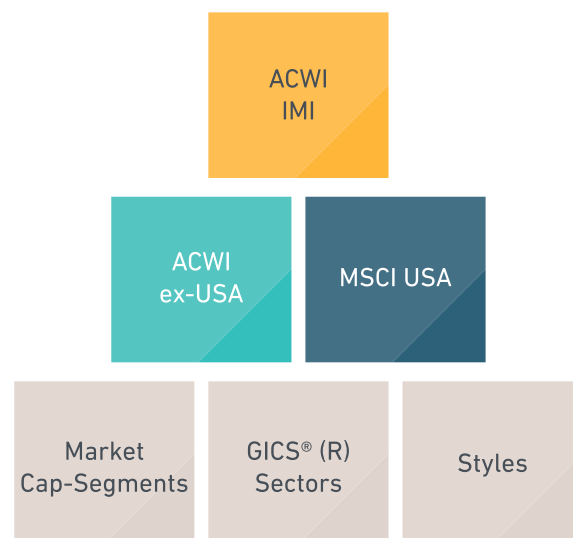 ACWI
IMI
ACWI
ex-USA
MSCI USA
Market
Cap-Segments
GICS® (R)
Sectors
Styles